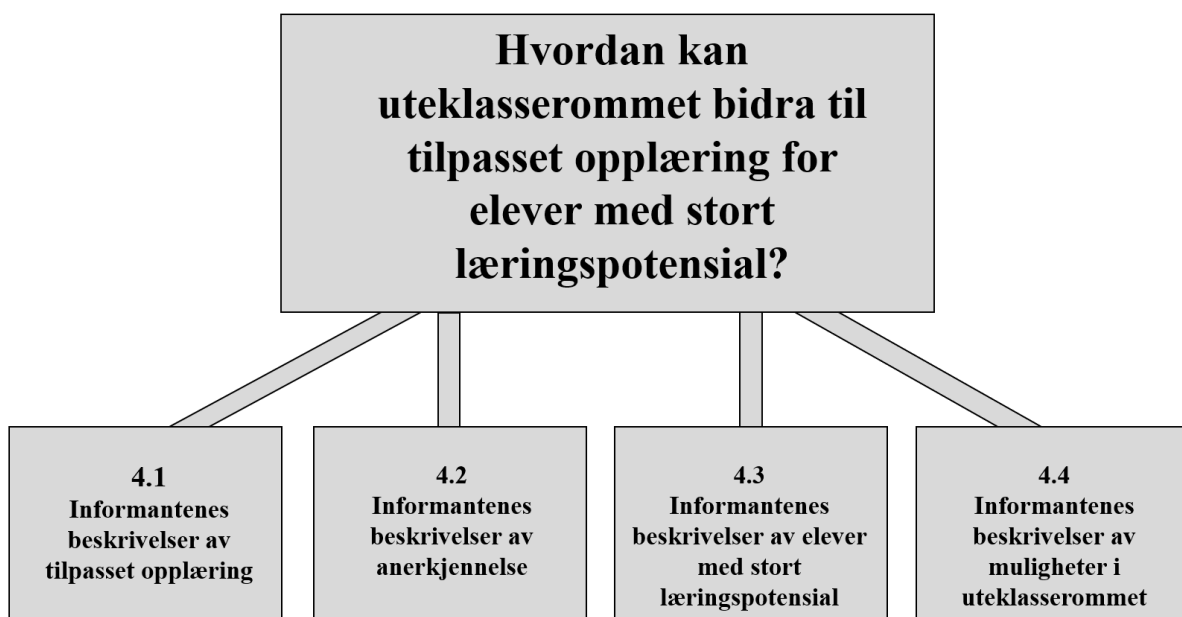 Hvordan kan
uteklasserommet bidra til
tilpasset opplæring for
elever med stort
læringspotensial?
4.1
Informantenes
beskrivelser av
tilpasset opplæring
4.2
Informantenes
beskrivelser av
anerkjennelse
4.3
Informantenes
beskrivelser av elever
med stort
læringspotensial
4.4
Informantenes
beskrivelser av
muligheter i
uteklasserommet